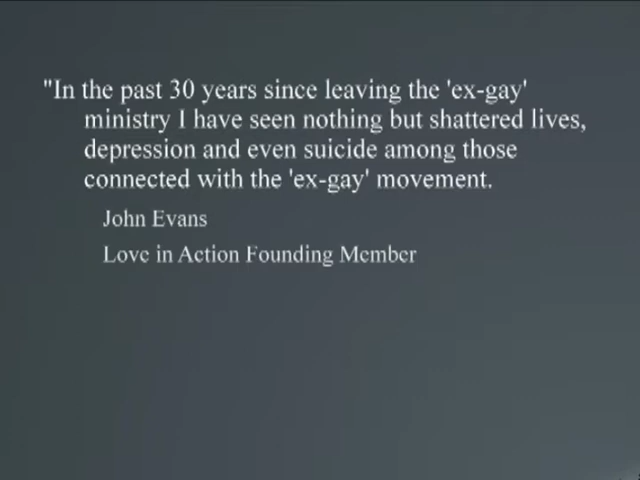 "In the past 30 years since leaving the 'ex-gay'
ministry I have seen nothing but shattered lives,
depression and even suicide among those
connected with the 'ex-gay' movement.
John Evans
Love in Action Founding Member